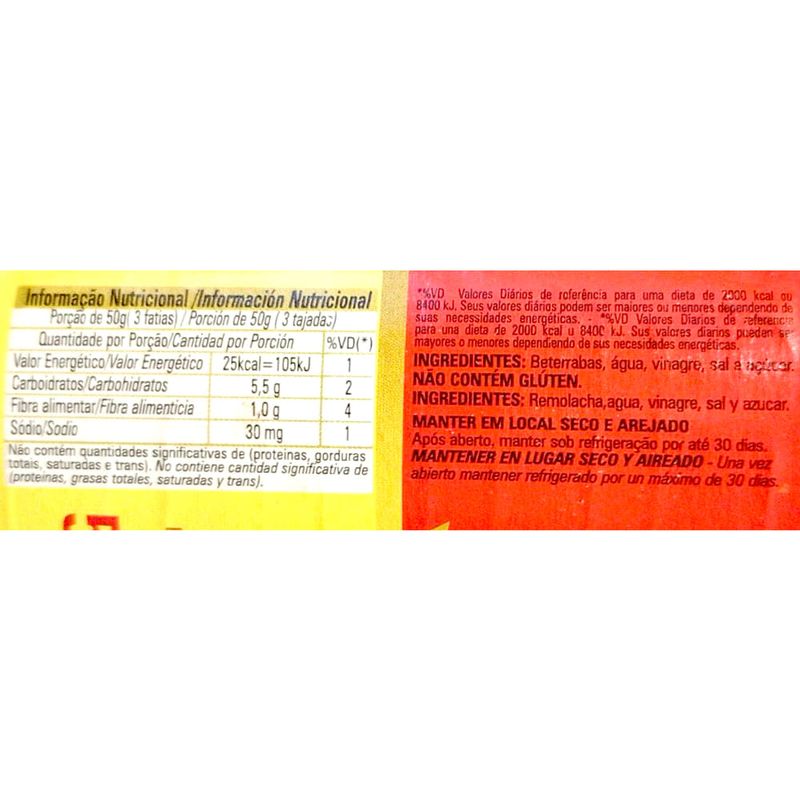 Informação Nutricional /Información Nutricional
Porção de 50g( 3 fatias) / Porción de 50g ( 3 tajadas)
Quantidade por Porção/Cantidad por Porción %VD(*)
Valor Energético/Valor Energético 25kcal=105kJ 1
Carboidratos/Carbohidratos 5,5 g 2
Fibra alimentar/Fibra alimenticia 1,0 g 4
Sódio/Sodio 30 mg 1
Não contém quantidades significativas de (proteinas, gorduras
totais, saturadas e trans). No contiene cantidad significativa de
(proteinas, grasas totales, saturadas y trans).
*%VD Valores Diários de referência para uma dieta de 2000 kcal ou
8400 kJ. Seus valores diários podem ser maiores ou menores dependendo de
suas necessidades energéticas. - *%VD Valores Diarios de referencia
para una dieta de 2000 kcal u 8400 kJ. Sus valores diarios pueden ser
mayores o menores dependiendo de sus necesidades energéticas.
INGREDIENTES: Beterrabas, água, vinagre, sal e açúcar.
NÃO CONTÉM GLÚTEN.
INGREDIENTES: Remolacha,agua, vinagre, sal y azucar.
MANTER EM LOCAL SECO E AREJADO
Após aberto, manter sob refrigeração por até 30 dias.
MANTENER EN LUGAR SECO Y AIREADO - Una vez
abierto mantener refrigerado por un máximo de 30 dias.